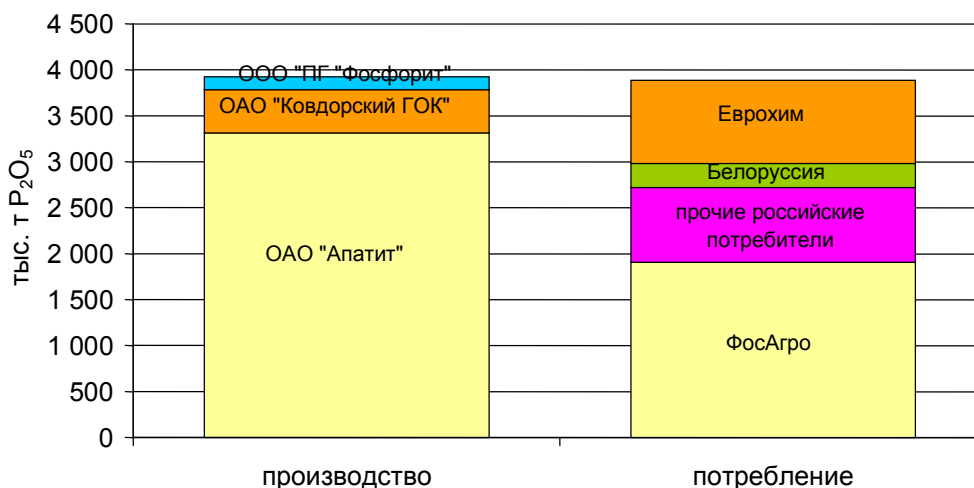 4 500
4 000
3 500
3 000
2 500
2 000
1 500
1 000
500
0
тыс. т P₂O₅
ООО "ПГ "Фосфорит"
ОАО "Ковдорский ГОК"
ОАО "Апатит"
Еврохим
Белоруссия
прочие российские
потребители
ФосАгро
производство
потребление